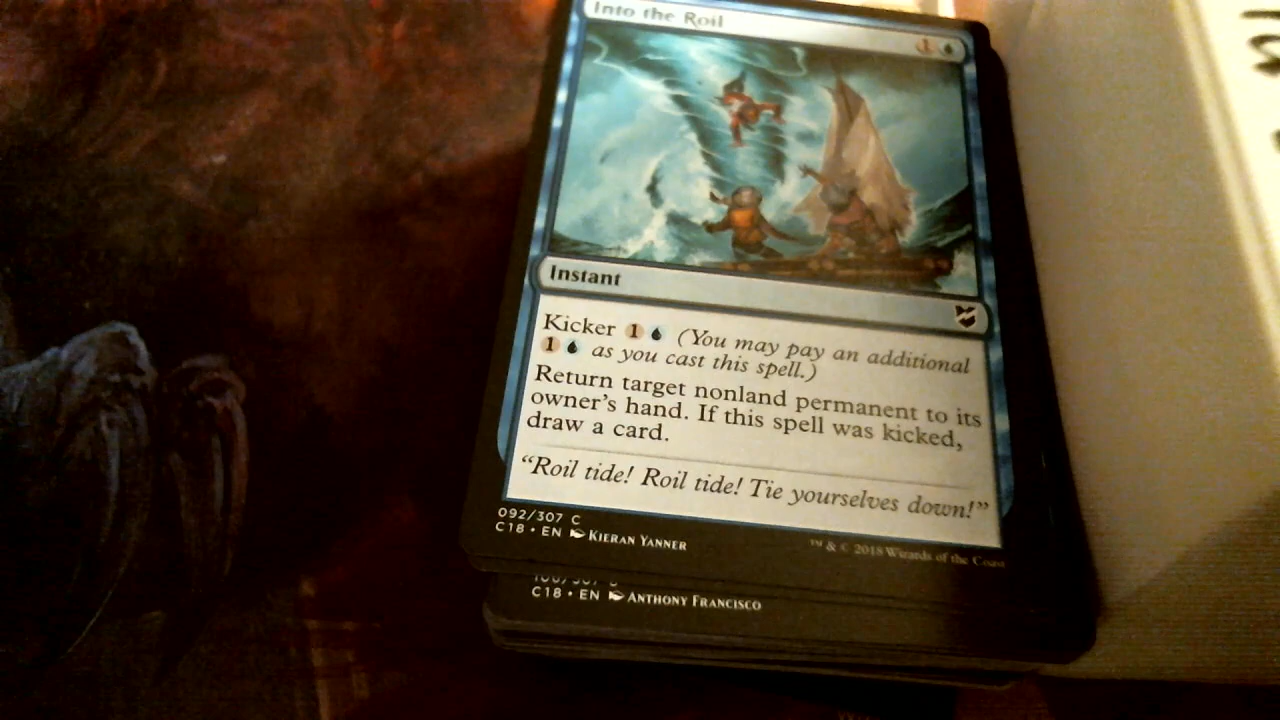 Into the Roil
1
Instant
Kicker 1 (You may pay an additional
1 as you cast this spell.)
Return target nonland permanent to its
owner's hand. If this spell was kicked,
draw a card.
“Roil tide! Roil tide! Tie yourselves down!”
092/307 C
C18 • EN Kieran Yanner
™ & © 2018 Wizards of the Coast
C18 • EN Anthony Francisco